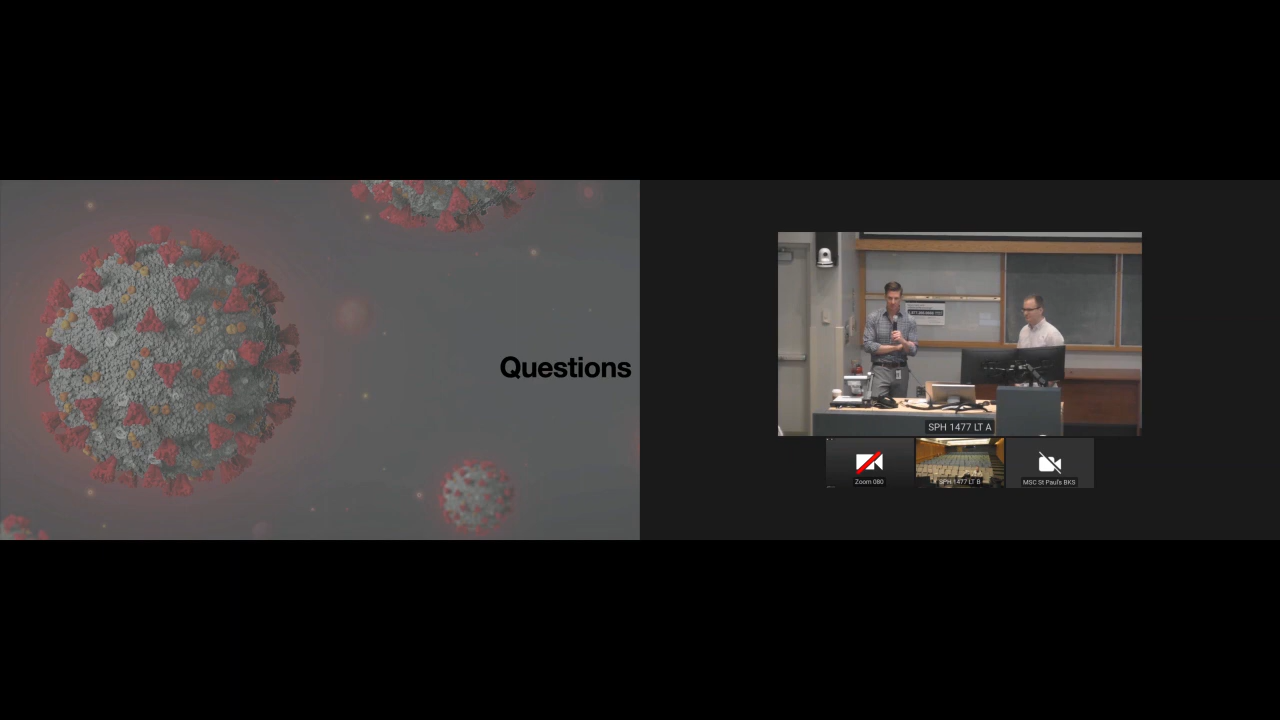 Questions
SPH 1477 LT A
Zoom 080
SPH 1477 LT B
MSC St Paul's BKS